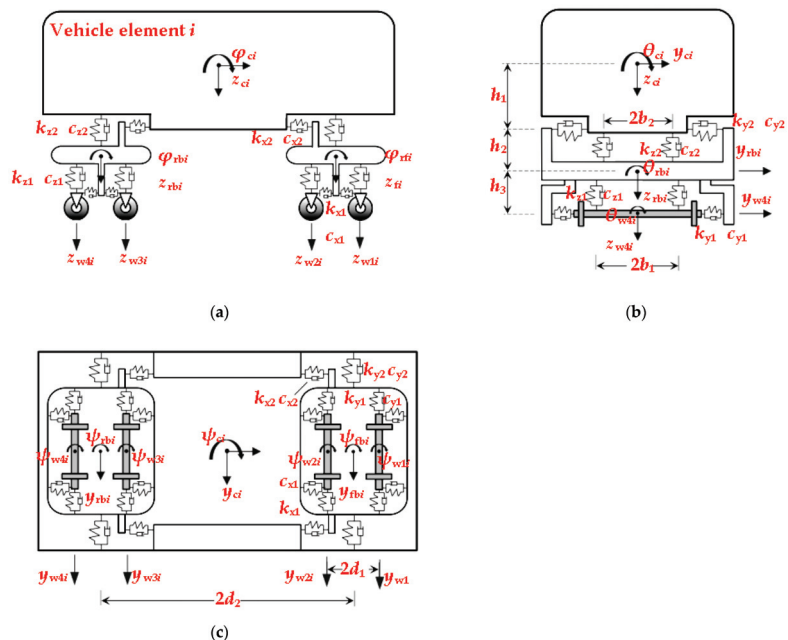 Vehicle element i
φci
zci
kz2 cz2
kx2 cx2
φrbi
φrfi
kz1 cz1
zrbi
zfi
kx1
cx1
zw4i zw3i
zw2i zw1i
(a)
θci yci
zci
h1
2b2
ky2 cy2
h2
kz2 cz2
yrbi
θrbi
h3
kz1 cz1 zrbi
yw4i
θw4i
zw4i
ky1 cy1
2b1
(b)
ky2 cy2
kx2 cx2
ky1 cy1
ψw4i ψrbi ψw3i
ψci
ψw2i ψfbi ψw1i
yrbi
yci
cx1
yfbi
kx1
yw4i yw3i
yw2i 2d1 yw1
2d2
(c)